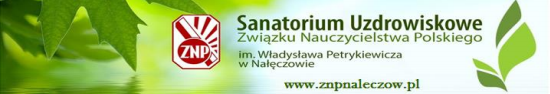 ZNP
Sanatorium Uzdrowiskowe
Związku Nauczycielstwa Polskiego
im. Władysława Petrykiewicza
w Nałęczowie
www.znpnaleczow.pl